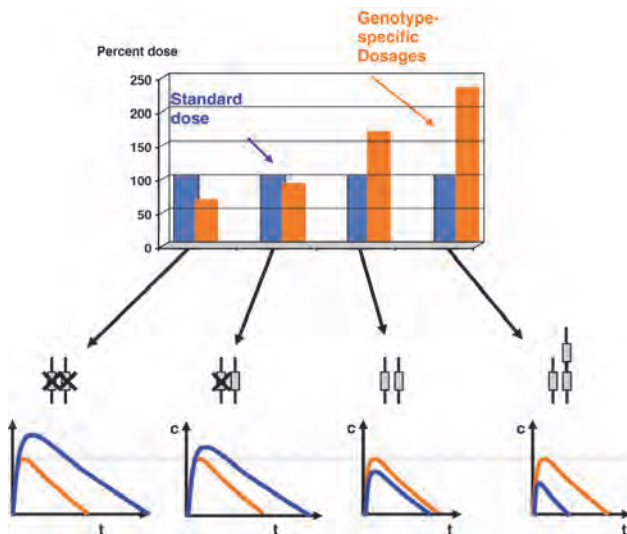 Genotype-
specific
Dosages
Percent dose
Standard
dose
250
200
150
100
50
0
c
c
c
t
t
t
t